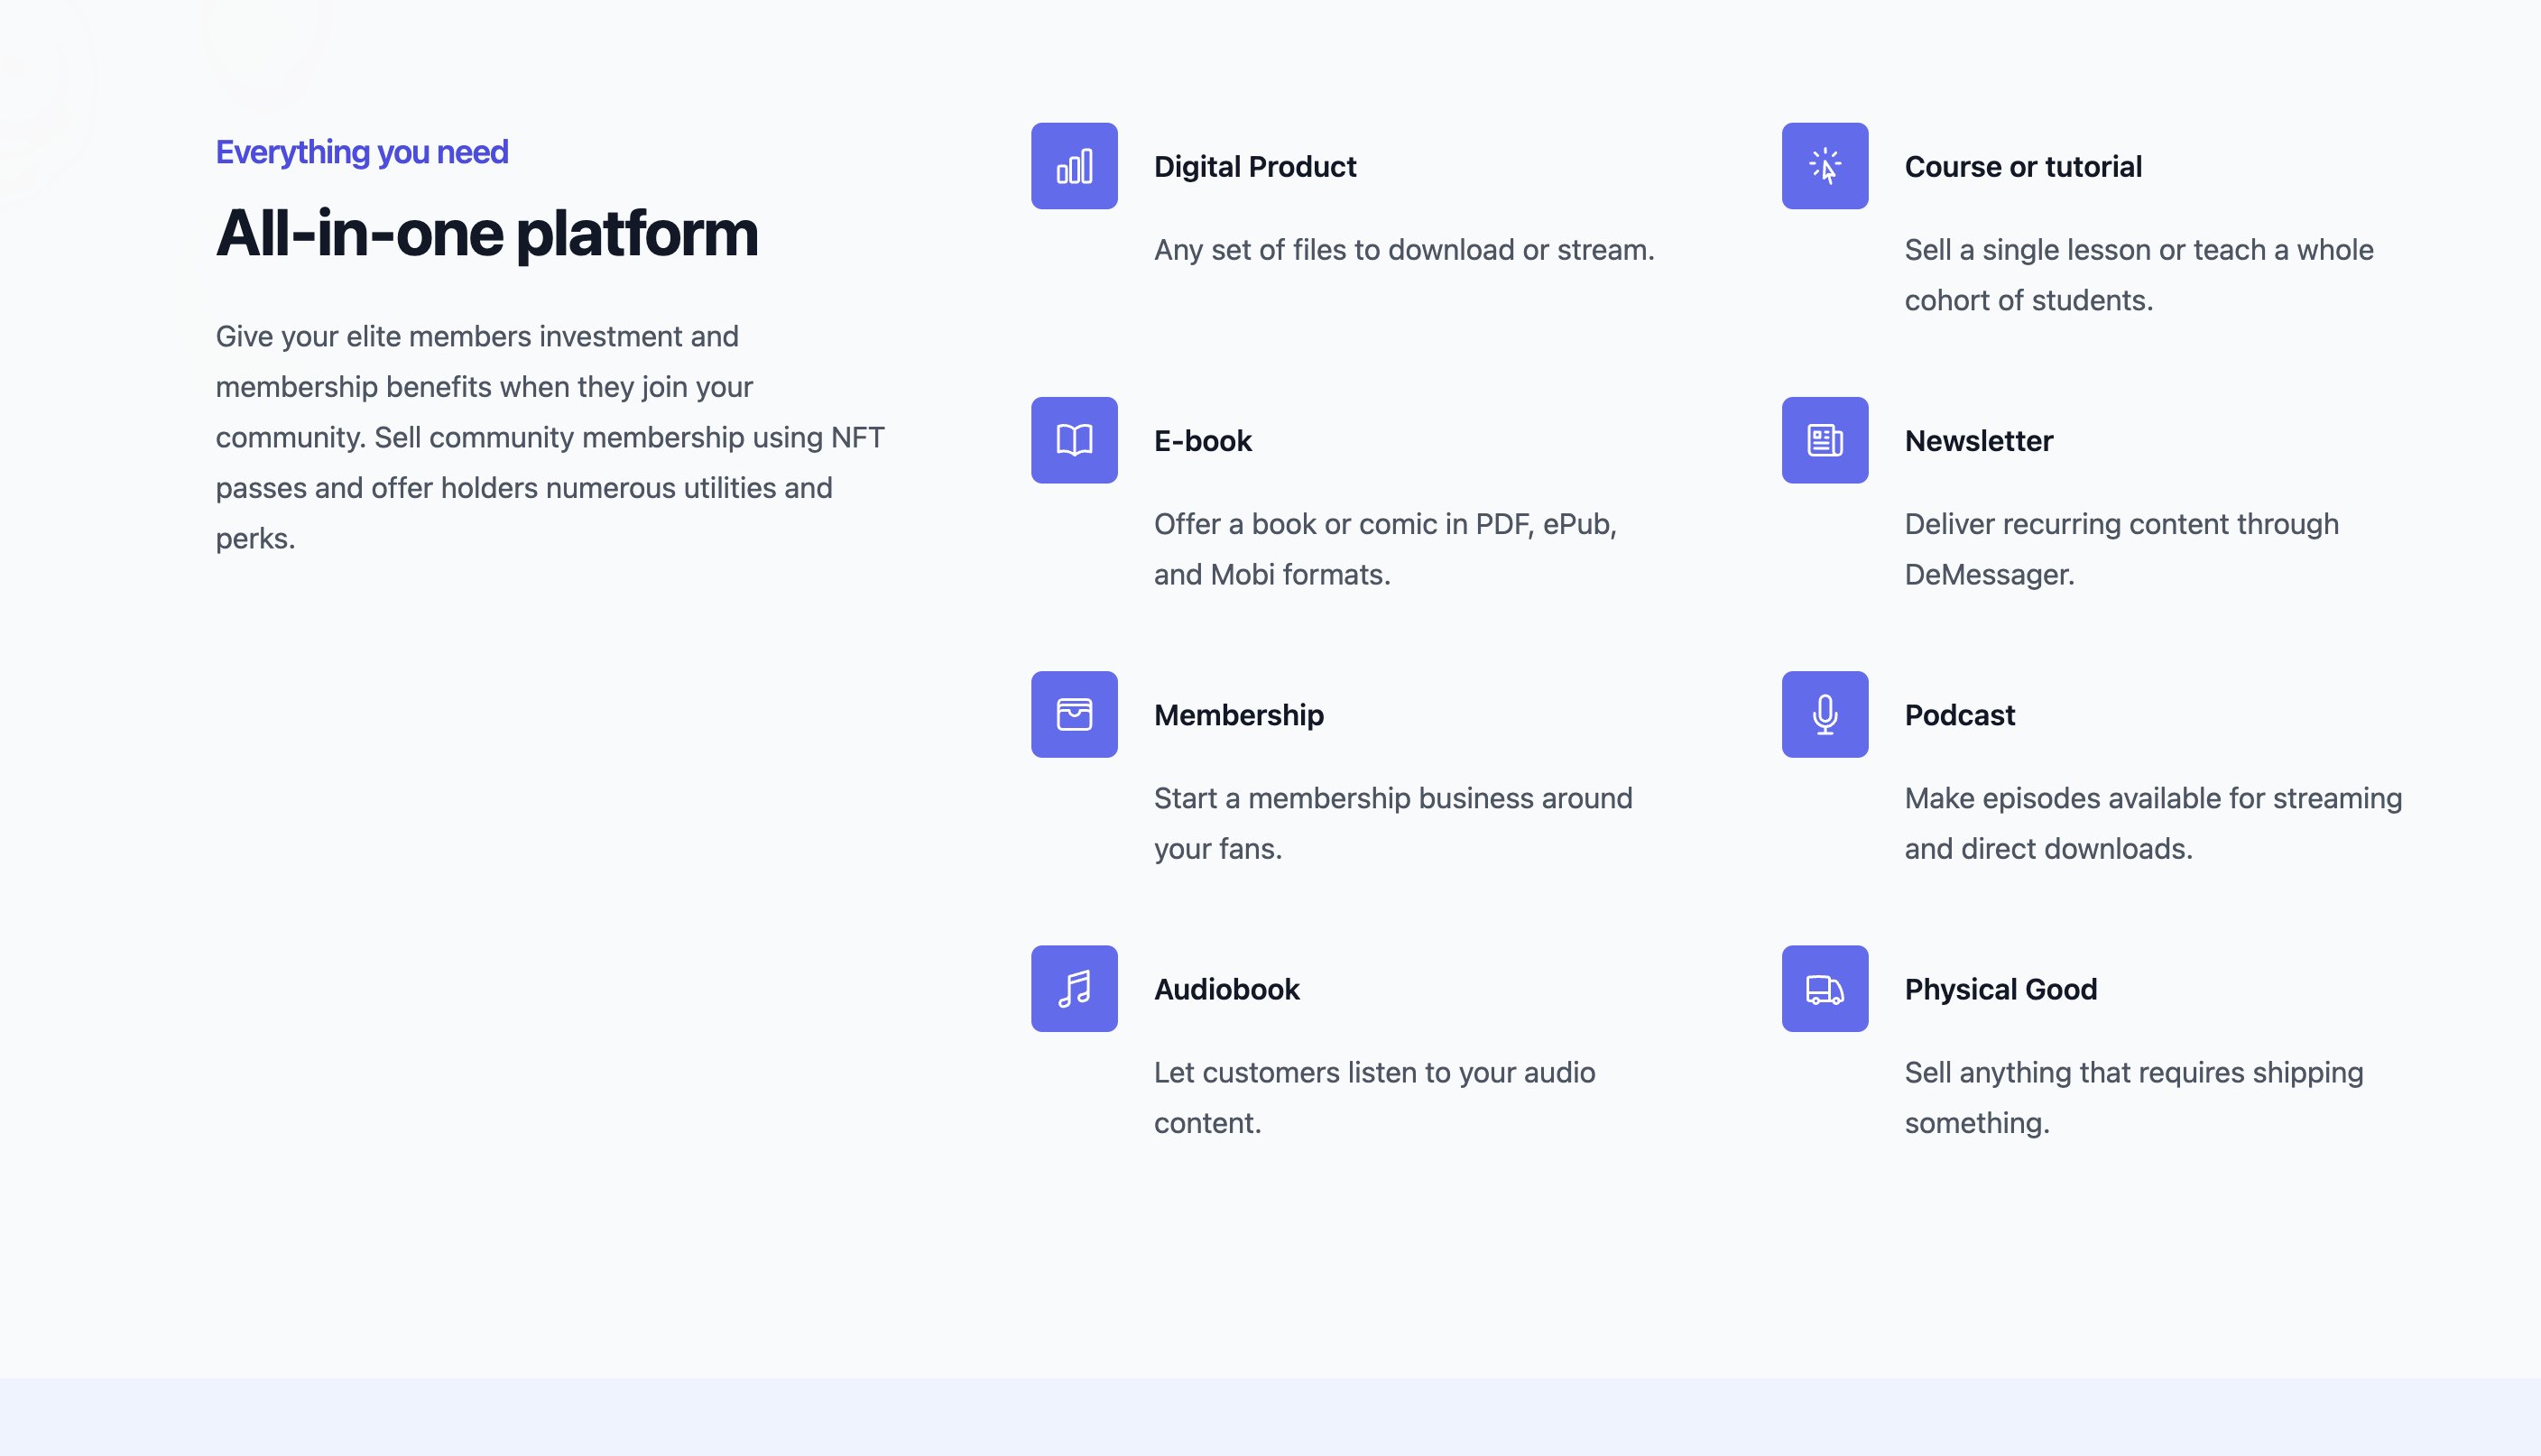 Everything you need
All-in-one platform
Give your elite members investment and
membership benefits when they join your
community. Sell community membership using NFT
passes and offer holders numerous utilities and
perks.
Digital Product
Any set of files to download or stream.
Course or tutorial
Sell a single lesson or teach a whole
cohort of students.
E-book
Offer a book or comic in PDF, ePub,
and Mobi formats.
Newsletter
Deliver recurring content through
DeMessager.
Membership
Start a membership business around
your fans.
Podcast
Make episodes available for streaming
and direct downloads.
Audiobook
Let customers listen to your audio
content.
Physical Good
Sell anything that requires shipping
something.